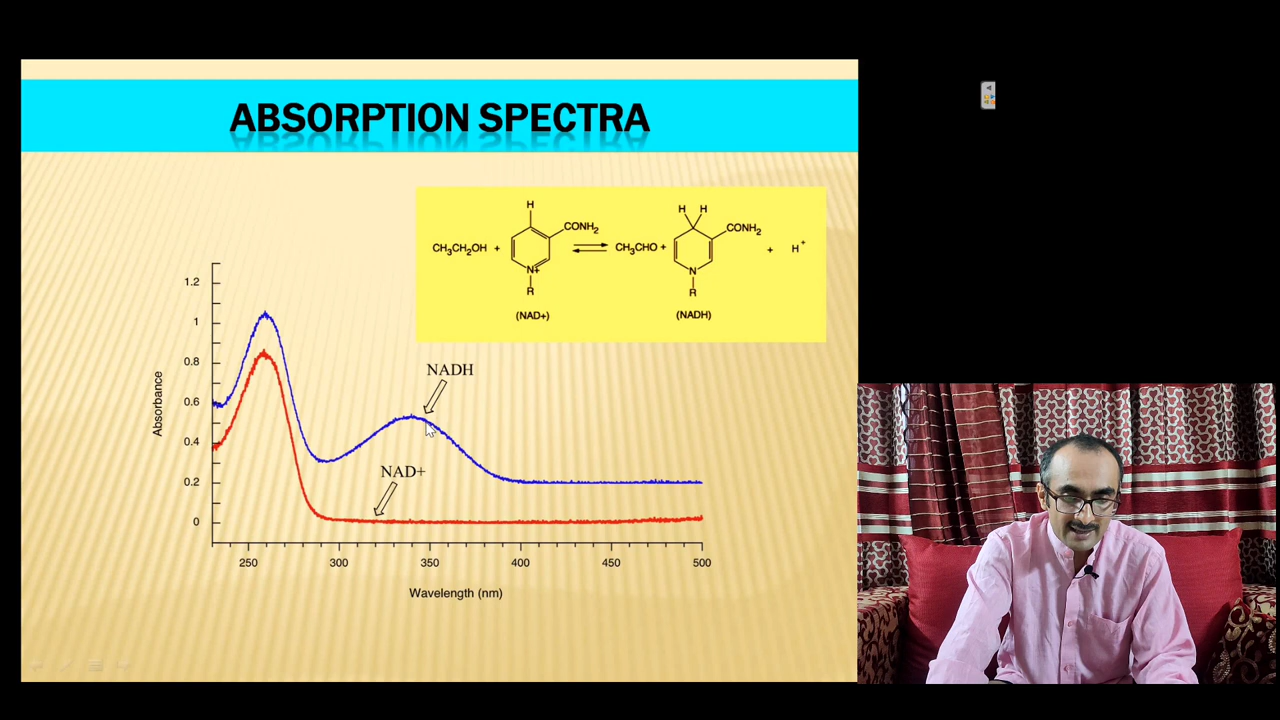 ABSORPTION SPECTRA
H
H H
CONH₂
CONH₂
CH₃CH₂OH +
CH₃CHO +
+ H⁺
N+
N
R
R
(NAD+)
(NADH)
1.2
1
0.8
0.6
0.4
0.2
0
Absorbance
NADH
NAD+
250 300 350 400 450 500
Wavelength (nm)